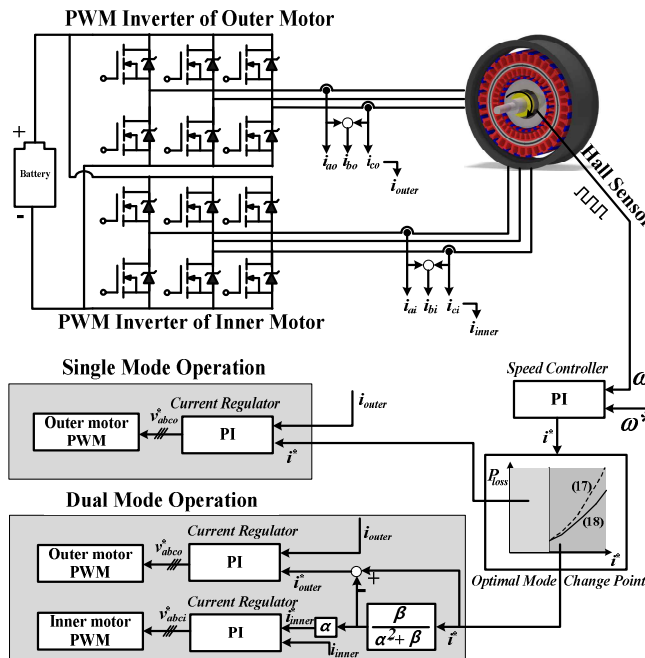 PWM Inverter of Outer Motor
+
Battery
-
i_ao i_bo i_co
i_outer
Hall Sensor
i_ai i_bi i_ci
i_inner
PWM Inverter of Inner Motor
Single Mode Operation
Speed Controller
PI
ω
ω*
i*
Current Regulator
Outer motor
PWM
v*_abco
PI
i_outer
i*
P_loss
(17)
(18)
i*
Optimal Mode Change Point
Dual Mode Operation
Current Regulator
Outer motor
PWM
v*_abco
PI
i_outer
i*_outer
+
-
Current Regulator
Inner motor
PWM
v*_abci
PI
i*_inner
i_inner
α
β
α²+ β
i*